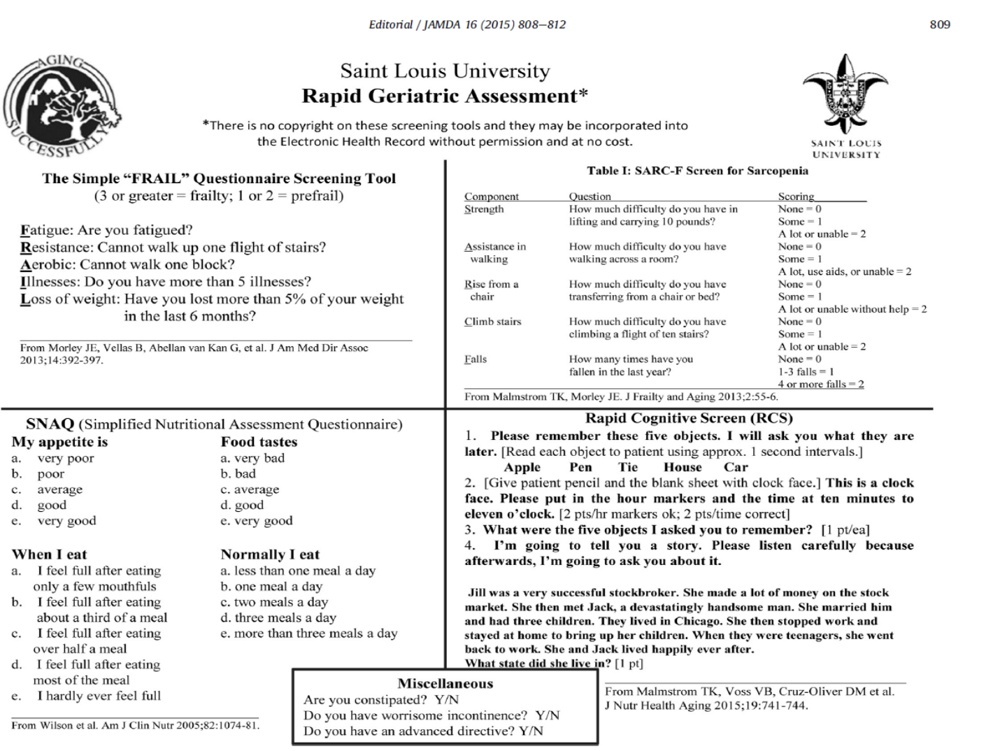 Editorial / JAMDA 16 (2015) 808–812
809
AGING
SUCCESSFULLY
Saint Louis University
Rapid Geriatric Assessment*
*There is no copyright on these screening tools and they may be incorporated into
the Electronic Health Record without permission and at no cost.
SAINT LOUIS
UNIVERSITY
The Simple “FRAIL” Questionnaire Screening Tool
(3 or greater = frailty; 1 or 2 = prefrail)
Fatigue: Are you fatigued?
Resistance: Cannot walk up one flight of stairs?
Aerobic: Cannot walk one block?
Illnesses: Do you have more than 5 illnesses?
Loss of weight: Have you lost more than 5% of your weight
in the last 6 months?
From Morley JE, Vellas B, Abellan van Kan G, et al. J Am Med Dir Assoc
2013;14:392-397.
Table I: SARC-F Screen for Sarcopenia
Component Question Scoring
Strength How much difficulty do you have in None = 0
lifting and carrying 10 pounds? Some = 1
A lot or unable = 2
Assistance in How much difficulty do you have None = 0
walking walking across a room? Some = 1
A lot, use aids, or unable = 2
Rise from a How much difficulty do you have None = 0
chair transferring from a chair or bed? Some = 1
A lot or unable without help = 2
Climb stairs How much difficulty do you have None = 0
climbing a flight of ten stairs? Some = 1
A lot or unable = 2
Falls How many times have you None = 0
fallen in the last year? 1-3 falls = 1
4 or more falls = 2
From Malmstrom TK, Morley JE. J Frailty and Aging 2013;2:55-6.
SNAQ (Simplified Nutritional Assessment Questionnaire)
My appetite is
a. very poor
b. poor
c. average
d. good
e. very good
Food tastes
a. very bad
b. bad
c. average
d. good
e. very good
When I eat
a. I feel full after eating
only a few mouthfuls
b. I feel full after eating
about a third of a meal
c. I feel full after eating
over half a meal
d. I feel full after eating
most of the meal
e. I hardly ever feel full
Normally I eat
a. less than one meal a day
b. one meal a day
c. two meals a day
d. three meals a day
e. more than three meals a day
From Wilson et al. Am J Clin Nutr 2005;82:1074-81.
Rapid Cognitive Screen (RCS)
1. Please remember these five objects. I will ask you what they are
later. [Read each object to patient using approx. 1 second intervals.]
Apple Pen Tie House Car
2. [Give patient pencil and the blank sheet with clock face.] This is a clock
face. Please put in the hour markers and the time at ten minutes to
eleven o’clock. [2 pts/hr markers ok; 2 pts/time correct]
3. What were the five objects I asked you to remember? [1 pt/ea]
4. I’m going to tell you a story. Please listen carefully because
afterwards, I’m going to ask you about it.
Jill was a very successful stockbroker. She made a lot of money on the stock
market. She then met Jack, a devastatingly handsome man. She married him
and had three children. They lived in Chicago. She then stopped work and
stayed at home to bring up her children. When they were teenagers, she went
back to work. She and Jack lived happily ever after.
What state did she live in? [1 pt]
From Malmstrom TK, Voss VB, Cruz-Oliver DM et al.
J Nutr Health Aging 2015;19:741-744.
Miscellaneous
Are you constipated? Y/N
Do you have worrisome incontinence? Y/N
Do you have an advanced directive? Y/N